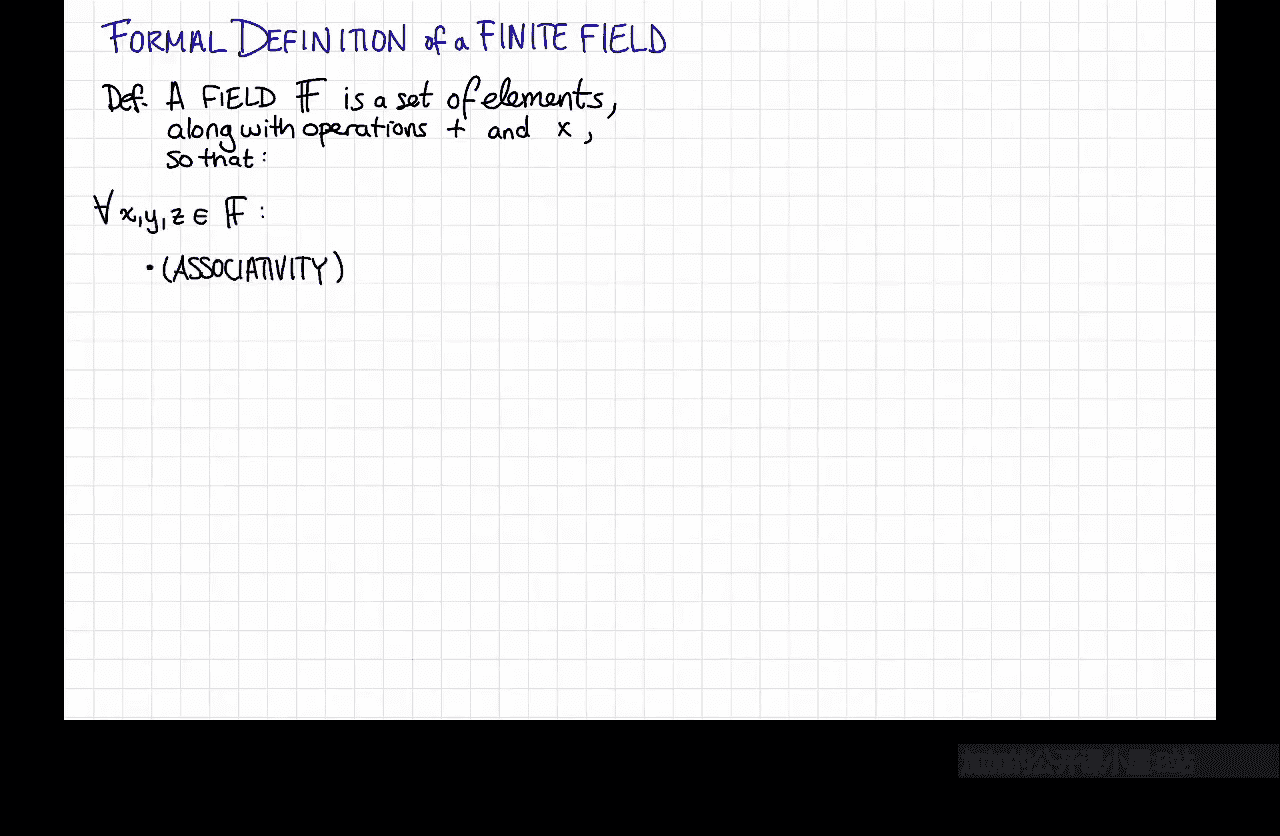 FORMAL DEFINITION of a FINITE FIELD
Def. A FIELD 𝔽 is a set of elements,
along with operations + and x,
so that:
∀ x, y, z ∈ 𝔽 :
• (ASSOCIATIVITY)